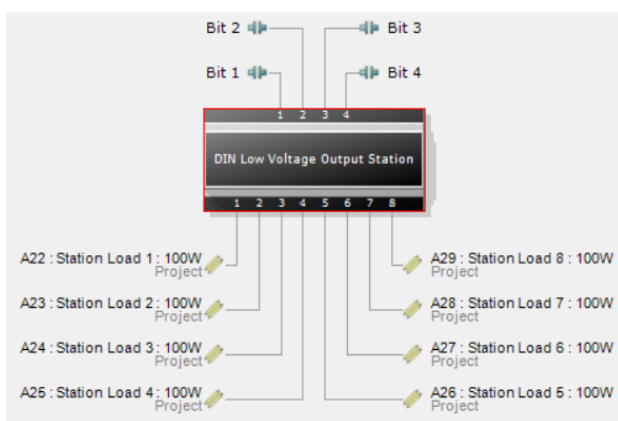 Bit 2
Bit 3
Bit 1
Bit 4
1 2 3 4
DIN Low Voltage Output Station
1 2 3 4 5 6 7 8
A22 : Station Load 1 : 100W
Project
A29 : Station Load 8 : 100W
Project
A23 : Station Load 2 : 100W
Project
A28 : Station Load 7 : 100W
Project
A24 : Station Load 3 : 100W
Project
A27 : Station Load 6 : 100W
Project
A25 : Station Load 4 : 100W
Project
A26 : Station Load 5 : 100W
Project